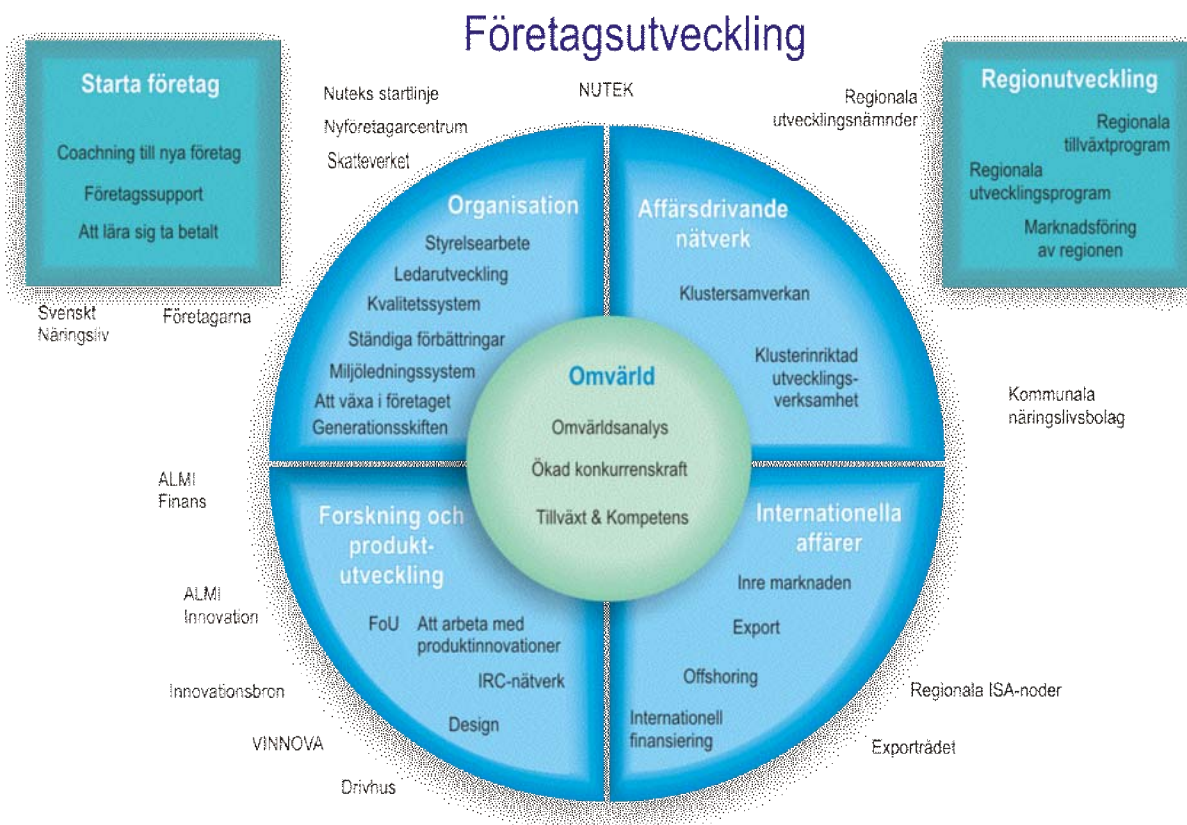 Företagsutveckling
Starta företag
Coachning till nya företag
Företagssupport
Att lära sig ta betalt
Svenskt
Näringsliv
Företagarna
Nuteks startlinje
Nyföretagarcentrum
Skatteverket
NUTEK
Regionala
utvecklingsnämnder
Regionutveckling
Regionala
tillväxtprogram
Regionala
utvecklingsprogram
Marknadsföring
av regionen
Organisation
Styrelsearbete
Ledarutveckling
Kvalitetssystem
Ständiga förbättringar
Miljöledningssystem
Att växa i företaget
Generationsskiften
Affärsdrivande
nätverk
Klustersamverkan
Klusterinriktad
utvecklings-
verksamhet
Omvärld
Omvärldsanalys
Ökad konkurrenskraft
Tillväxt & Kompetens
Kommunala
näringslivsbolag
ALMI
Finans
ALMI
Innovation
Innovationsbron
VINNOVA
Drivhus
Forskning och
produkt-
utveckling
FoU
Att arbeta med
produktinnovationer
IRC-nätverk
Design
Internationella
affärer
Inre marknaden
Export
Offshoring
Internationell
finansiering
Regionala ISA-noder
Exportrådet